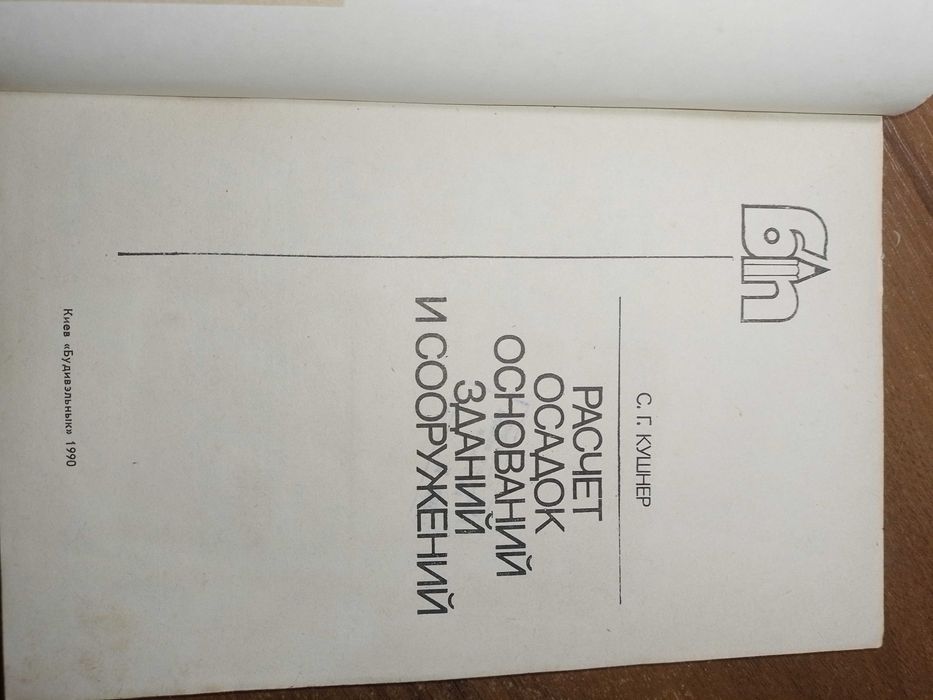 С. Г. КУШНЕР
РАСЧЕТ
ОСАДОК
ОСНОВАНИЙ
ЗДАНИЙ
И СООРУЖЕНИЙ
Киев «Будивэльнык» 1990